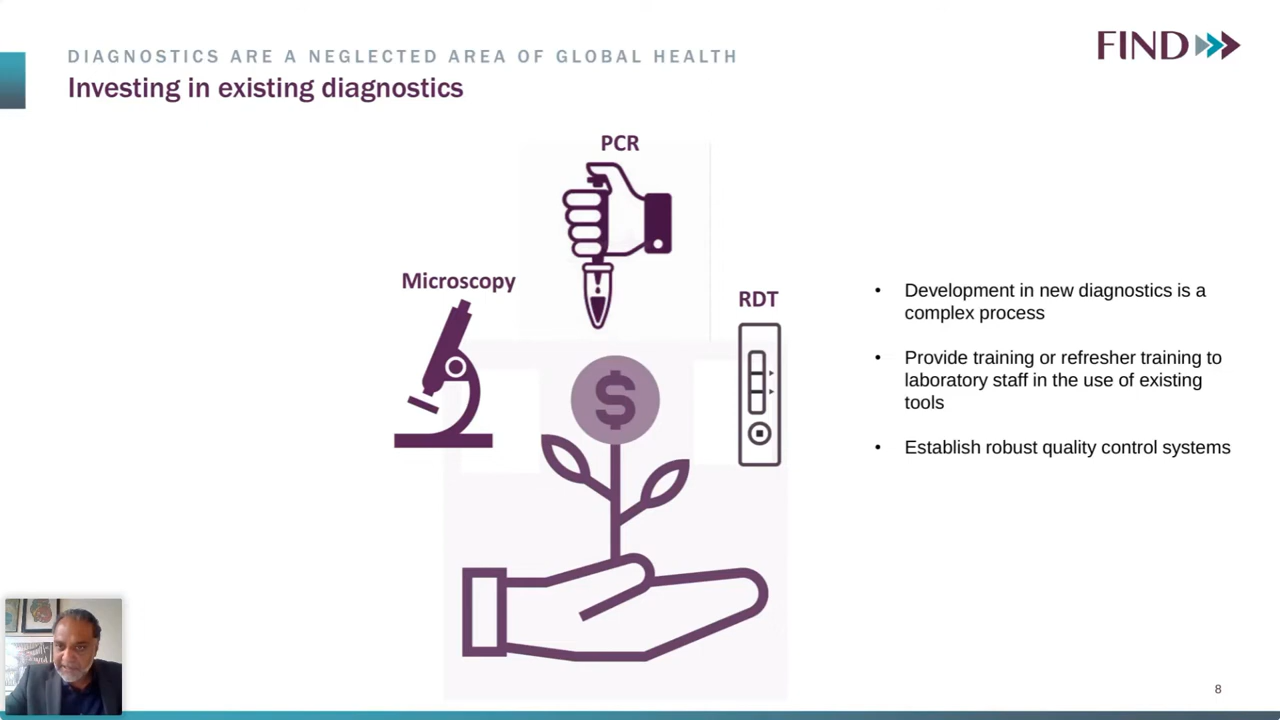 DIAGNOSTICS ARE A NEGLECTED AREA OF GLOBAL HEALTH
Investing in existing diagnostics
FIND
PCR
Microscopy
RDT
$
• Development in new diagnostics is a
complex process
• Provide training or refresher training to
laboratory staff in the use of existing
tools
• Establish robust quality control systems
8